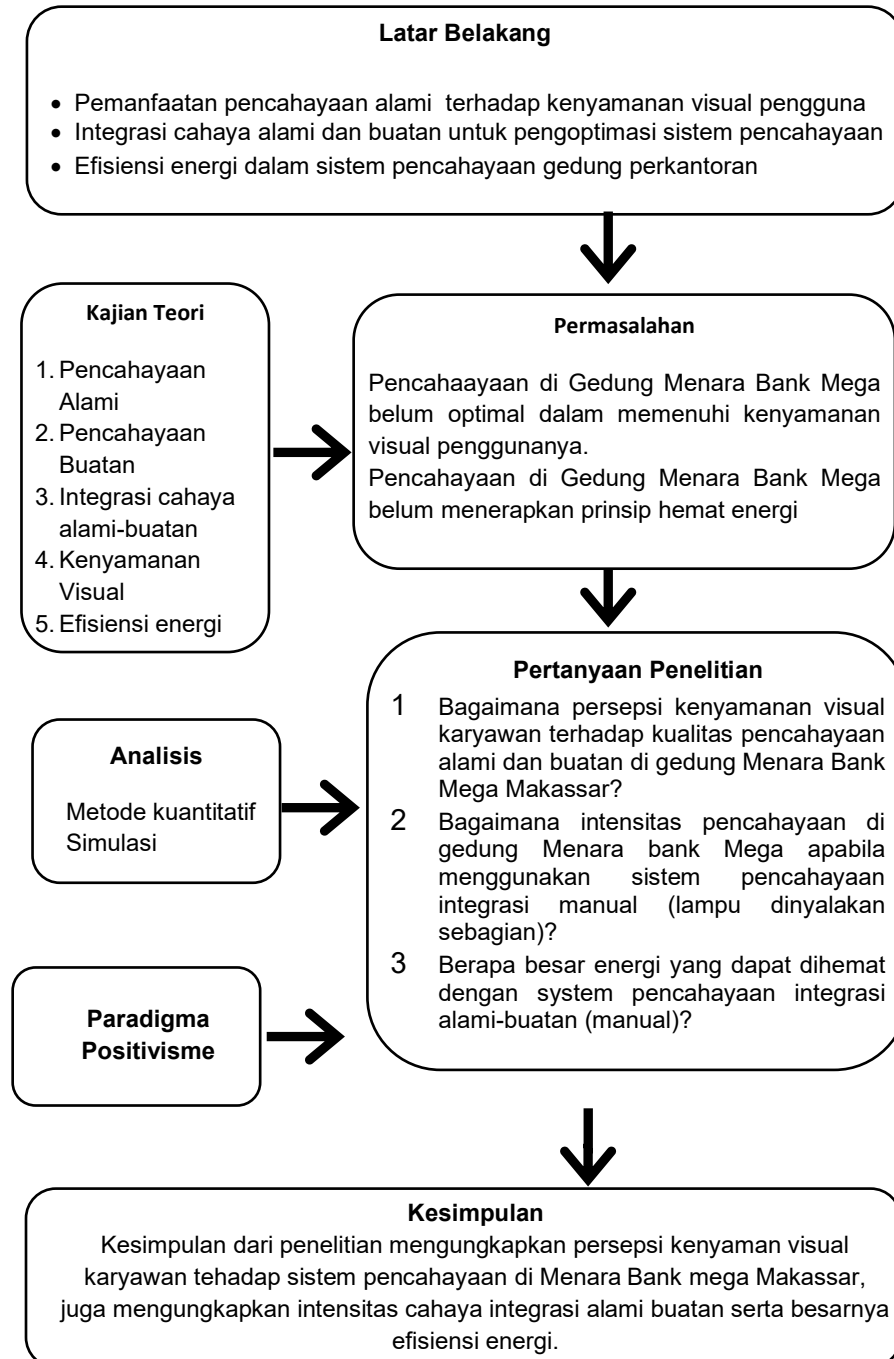 Latar Belakang
• Pemanfaatan pencahayaan alami terhadap kenyamanan visual pengguna
• Integrasi cahaya alami dan buatan untuk pengoptimasi sistem pencahayaan
• Efisiensi energi dalam sistem pencahayaan gedung perkantoran
Kajian Teori
1. Pencahayaan
Alami
2. Pencahayaan
Buatan
3. Integrasi cahaya
alami-buatan
4. Kenyamanan
Visual
5. Efisiensi energi
Permasalahan
Pencahaayaan di Gedung Menara Bank Mega
belum optimal dalam memenuhi kenyamanan
visual penggunanya.
Pencahayaan di Gedung Menara Bank Mega
belum menerapkan prinsip hemat energi
Analisis
Metode kuantitatif
Simulasi
Paradigma
Positivisme
Pertanyaan Penelitian
1 Bagaimana persepsi kenyamanan visual
karyawan terhadap kualitas pencahayaan
alami dan buatan di gedung Menara Bank
Mega Makassar?
2 Bagaimana intensitas pencahayaan di
gedung Menara bank Mega apabila
menggunakan sistem pencahayaan
integrasi manual (lampu dinyalakan
sebagian)?
3 Berapa besar energi yang dapat dihemat
dengan system pencahayaan integrasi
alami-buatan (manual)?
Kesimpulan
Kesimpulan dari penelitian mengungkapkan persepsi kenyaman visual
karyawan tehadap sistem pencahayaan di Menara Bank mega Makassar,
juga mengungkapkan intensitas cahaya integrasi alami buatan serta besarnya
efisiensi energi.